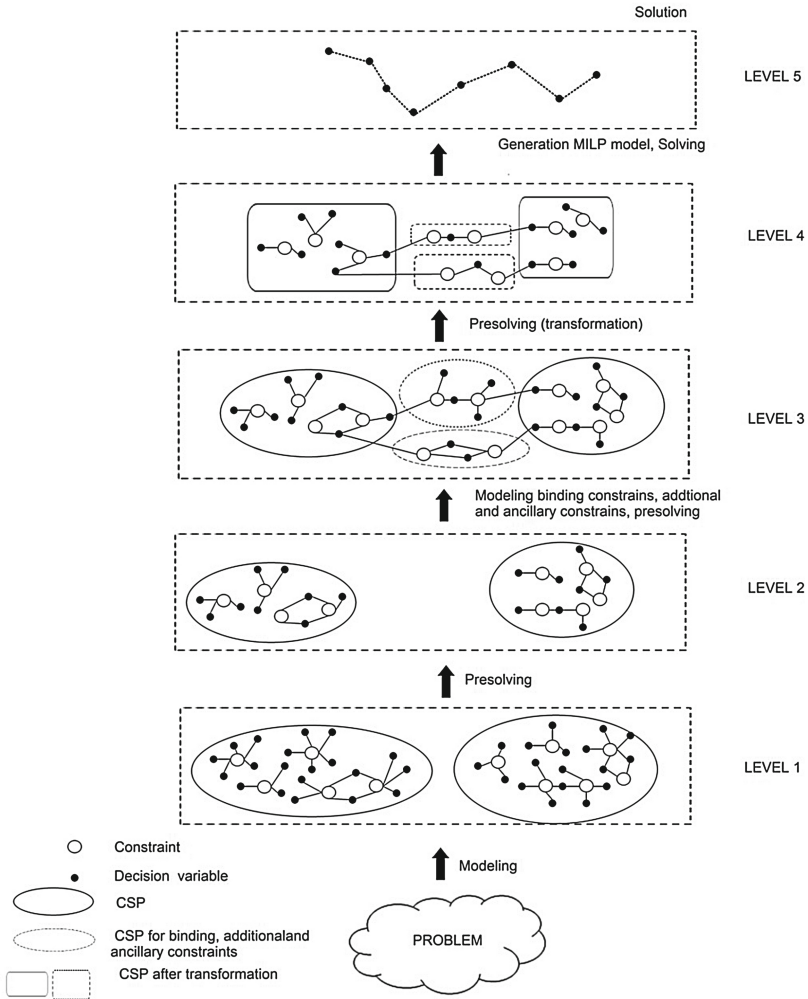 Solution
LEVEL 5
Generation MILP model, Solving
LEVEL 4
Presolving (transformation)
LEVEL 3
Modeling binding constrains, addtional
and ancillary constrains, presolving
LEVEL 2
Presolving
LEVEL 1
Modeling
PROBLEM
Constraint
Decision variable
CSP
CSP for binding, additionaland
ancillary constraints
CSP after transformation